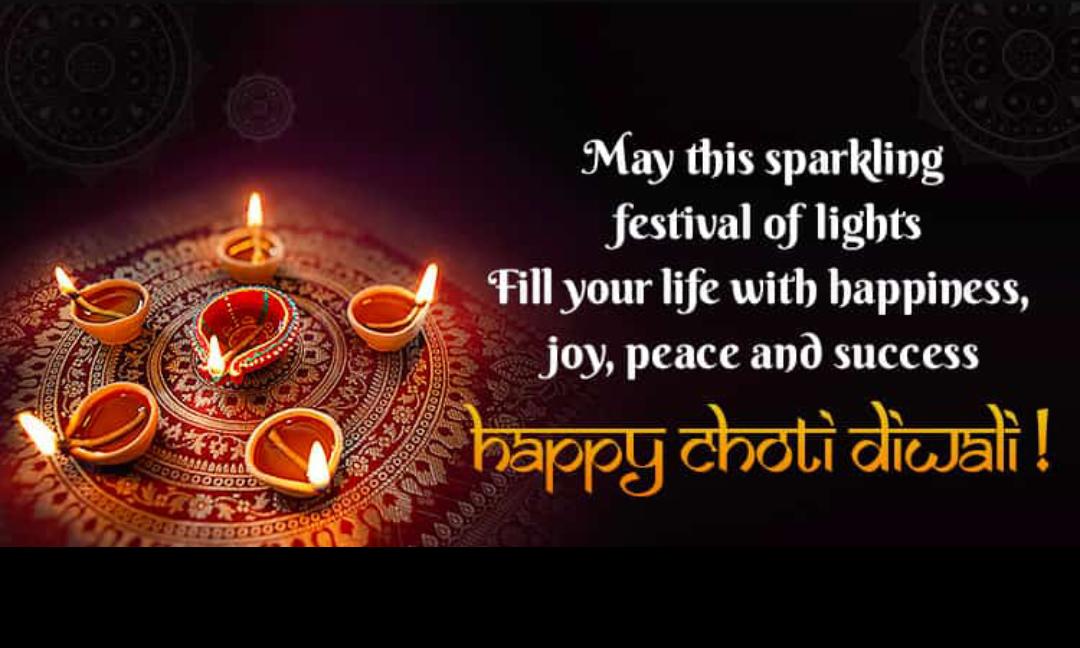 May this sparkling
festival of lights
Fill your life with happiness,
joy, peace and success
happy choti diwali !